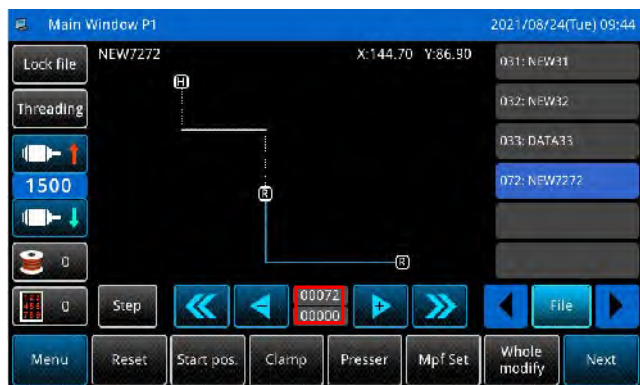 Main Window P1 2021/08/24(Tue) 09:44
Lock file
NEW7272 X:144.70 Y:86.90
031: NEW31
H
Threading
032: NEW32
033: DATA33
1500
R
072: NEW7272
R
0
0
Step
00072
00000
File
Menu
Reset
Start pos.
Clamp
Presser
Mpf Set
Whole
modify
Next